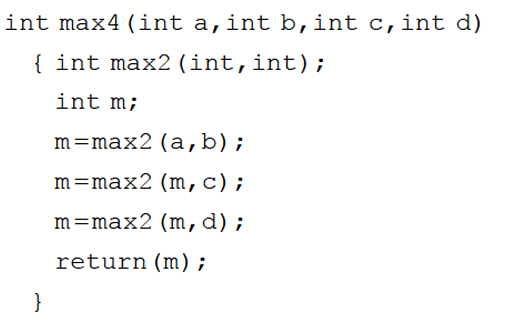 int max4(int a,int b,int c,int d)
{ int max2(int,int);
int m;
m=max2(a,b);
m=max2(m,c);
m=max2(m,d);
return(m);
}